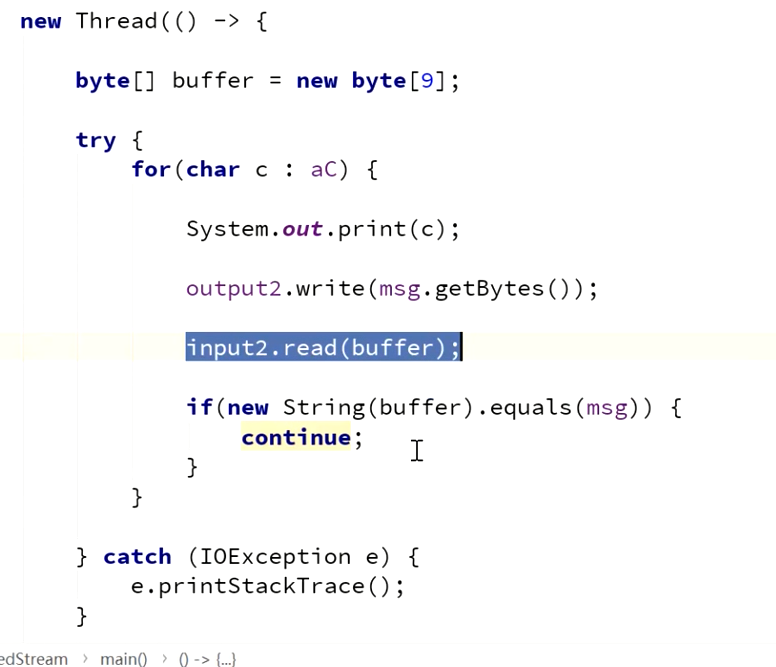 new Thread(() -> {
byte[] buffer = new byte[9];
try {
for(char c : aC) {
System.out.print(c);
output2.write(msg.getBytes());
input2.read(buffer);
if(new String(buffer).equals(msg)) {
continue;
}
}
} catch (IOException e) {
e.printStackTrace();
}
edStream › main() › () -> {...}